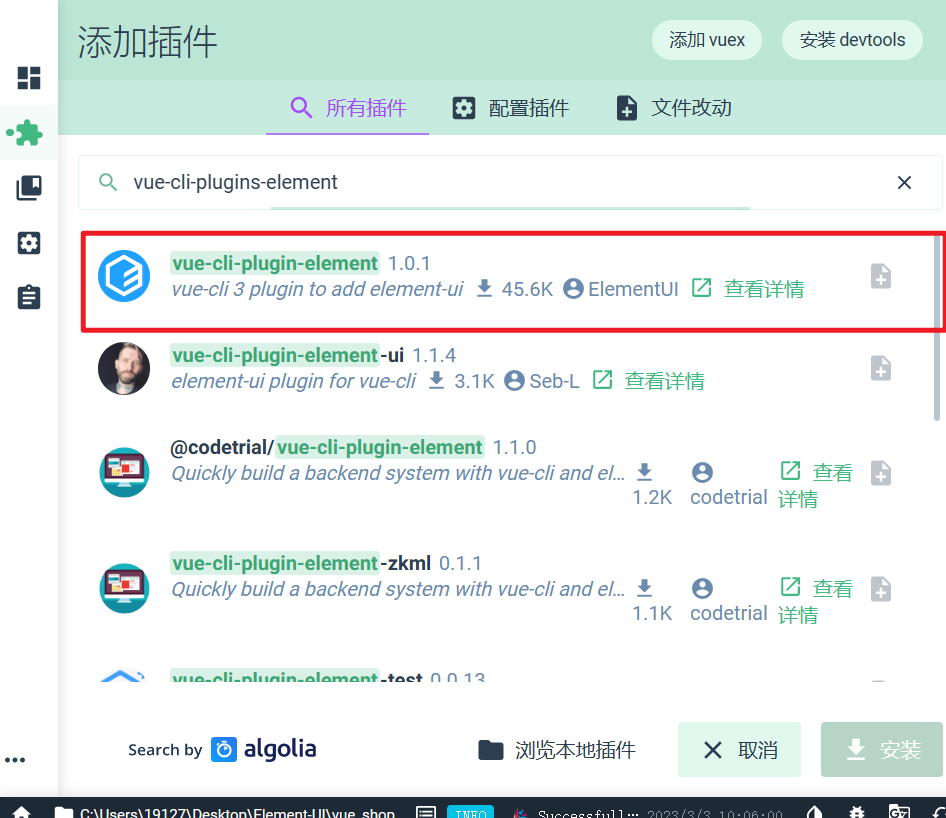 添加插件
添加 vuex
安装 devtools
所有插件
配置插件
文件改动
vue-cli-plugins-element
vue-cli-plugin-element 1.0.1
vue-cli 3 plugin to add element-ui 45.6K ElementUI 查看详情
vue-cli-plugin-element-ui 1.1.4
element-ui plugin for vue-cli 3.1K Seb-L 查看详情
@codetrial/vue-cli-plugin-element 1.1.0
Quickly build a backend system with vue-cli and el… 1.2K codetrial 查看详情
vue-cli-plugin-element-zkml 0.1.1
Quickly build a backend system with vue-cli and el… 1.1K codetrial 查看详情
vue-cli-plugin-element-test 0.0.13
Search by algolia
浏览本地插件
取消
安装
C:\Users\19127\Desktop\Element-UI\vue_shop INFO Successfull… 2023/3/3 10:06:00